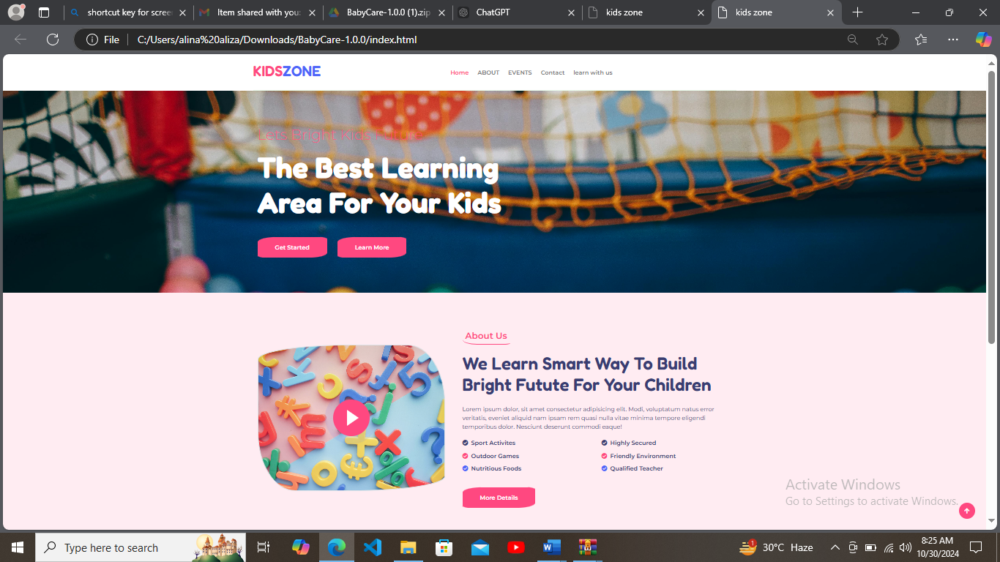 shortcut key for scree
Item shared with you:
BabyCare-1.0.0 (1).zip
ChatGPT
kids zone
kids zone
File
C:/Users/alina%20aliza/Downloads/BabyCare-1.0.0/index.html
KIDSZONE
Home ABOUT EVENTS Contact learn with us
Lets Bright Kids Future
The Best Learning
Area For Your Kids
Get Started Learn More
About Us
We Learn Smart Way To Build
Bright Futute For Your Children
Lorem ipsum dolor, sit amet consectetur adipisicing elit. Modi, voluptatum natus error
veritatis, eveniet aliquid nam ipsam rem quasi nulla vitae minima tempore eligendi
temporibus dolor. Nesciunt deserunt commodi eaque!
Sport Activites Highly Secured
Outdoor Games Friendly Environment
Nutritious Foods Qualified Teacher
More Details
Activate Windows
Go to Settings to activate Windows.
Type here to search
1
30°C Haze
8:25 AM
10/30/2024